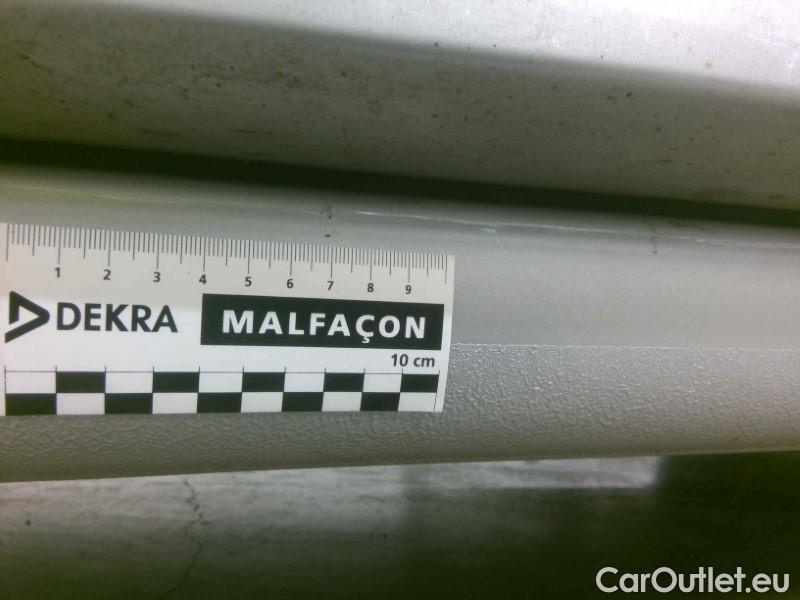 1 2 3 4 5 6 7 8 9
DEKRA MALFAÇON
10 cm
CarOutlet.eu